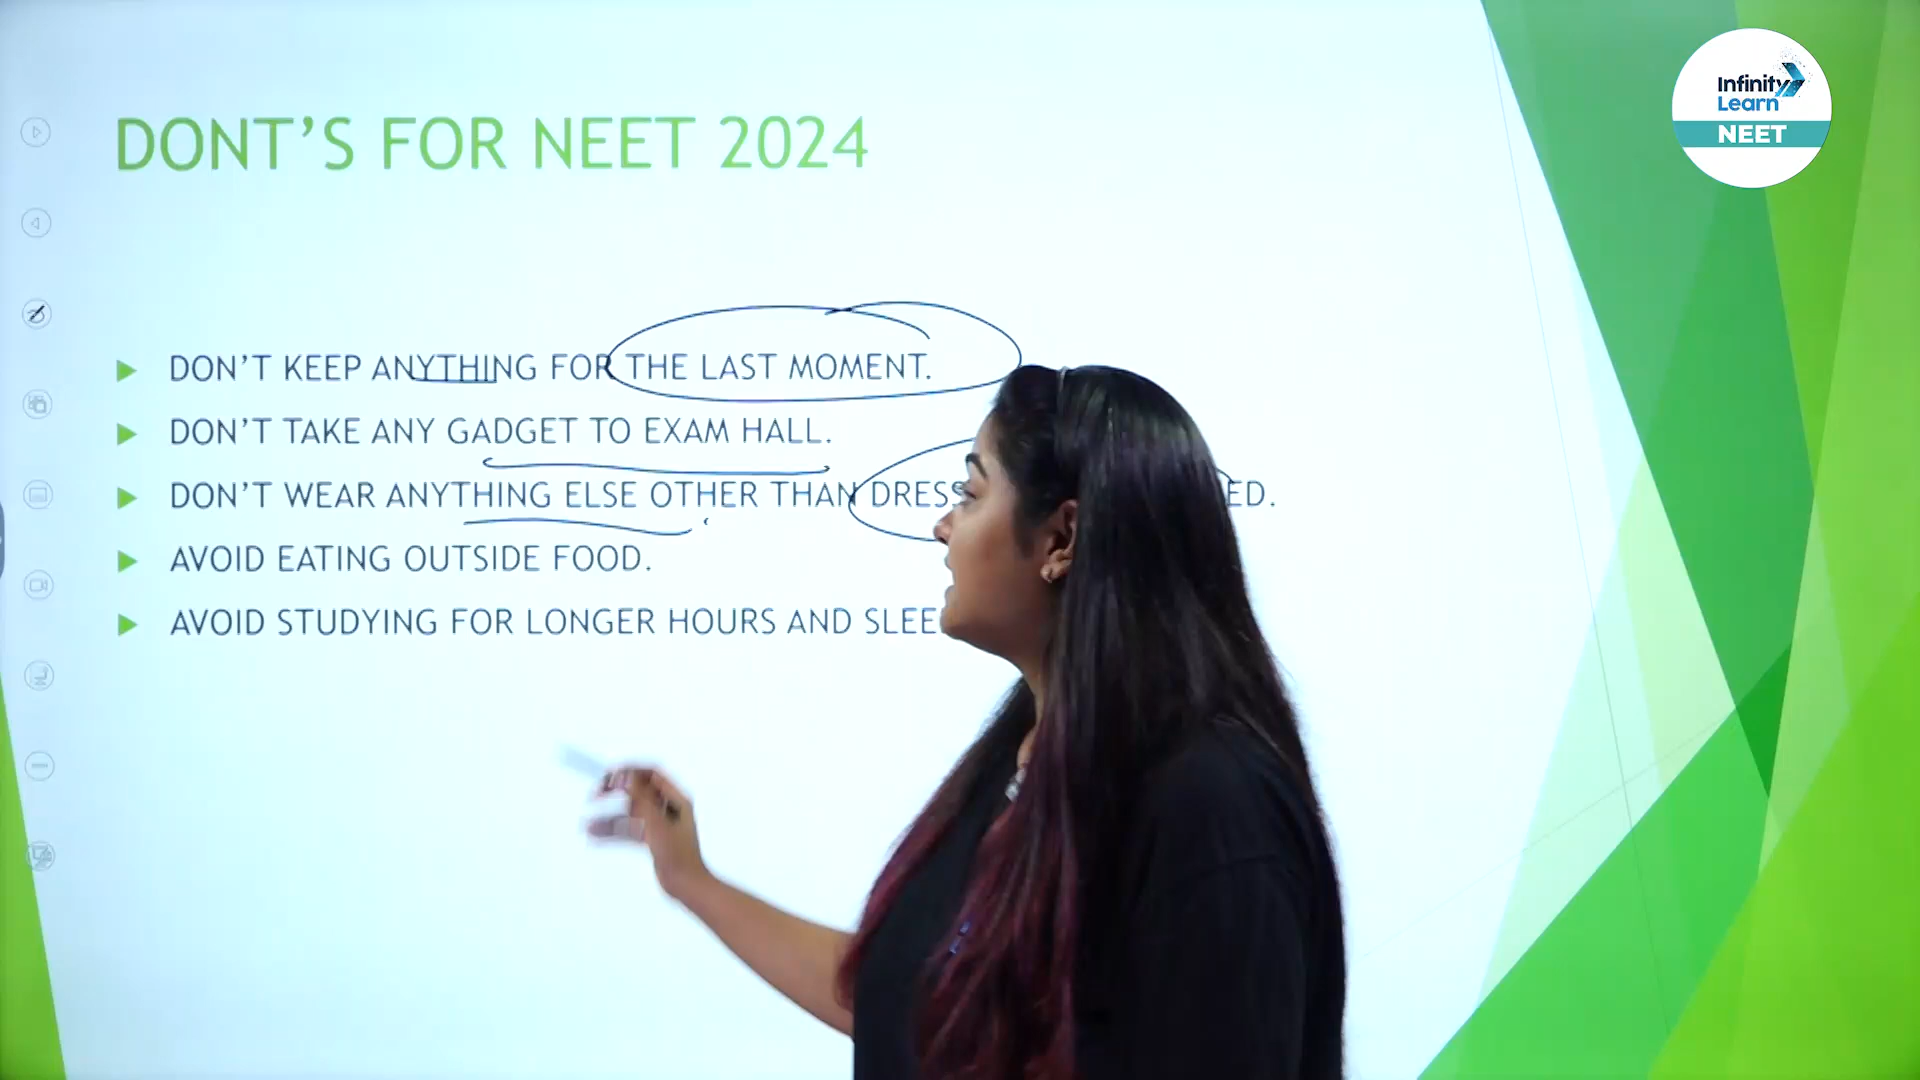 Infinity
Learn
NEET
DONT’S FOR NEET 2024
DON’T KEEP ANYTHING FOR THE LAST MOMENT.
DON’T TAKE ANY GADGET TO EXAM HALL.
DON’T WEAR ANYTHING ELSE OTHER THAN DRESS
AVOID EATING OUTSIDE FOOD.
AVOID STUDYING FOR LONGER HOURS AND